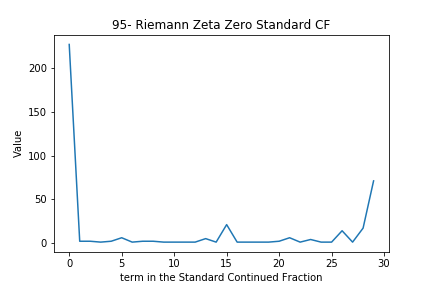 95- Riemann Zeta Zero Standard CF
200
150
100
50
0
Value
0 5 10 15 20 25 30
term in the Standard Continued Fraction